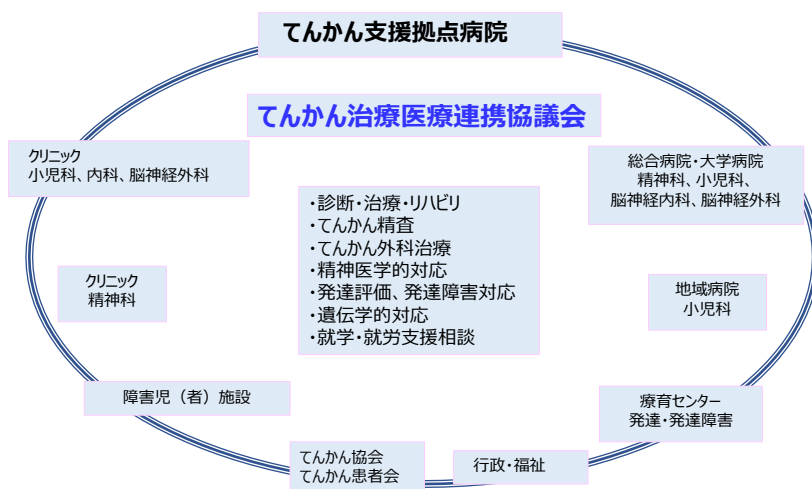 てんかん支援拠点病院
てんかん治療医療連携協議会
クリニック
小児科、内科、脳神経外科
総合病院・大学病院
精神科、小児科、
脳神経内科、脳神経外科
・診断・治療・リハビリ
・てんかん精査
・てんかん外科治療
・精神医学的対応
・発達評価、発達障害対応
・遺伝学的対応
・就学・就労支援相談
クリニック
精神科
地域病院
小児科
障害児（者）施設
療育センター
発達・発達障害
てんかん協会
てんかん患者会
行政・福祉